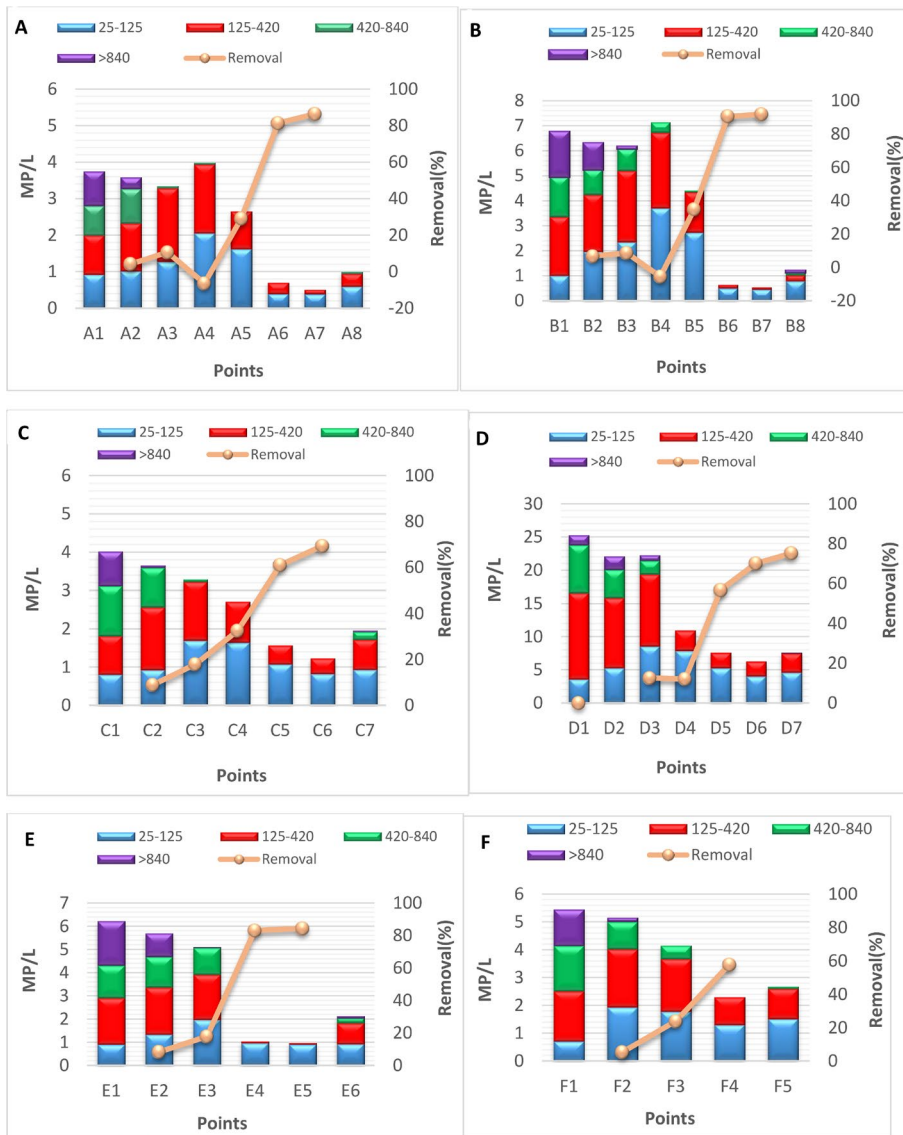 A
25-125 125-420 420-840
>840 Removal
MP/L
6
5
4
3
2
1
0
100
80
60
40
20
0
-20
Removal(%)
A1 A2 A3 A4 A5 A6 A7 A8
Points
B
25-125 125-420 420-840
>840 Removal
MP/L
8
7
6
5
4
3
2
1
0
100
80
60
40
20
0
-20
Removal(%)
B1 B2 B3 B4 B5 B6 B7 B8
Points
C
25-125 125-420 420-840
>840 Removal
MP/L
6
5
4
3
2
1
0
100
80
60
40
20
0
Removal(%)
C1 C2 C3 C4 C5 C6 C7
Points
D
25-125 125-420 420-840
>840 Removal
MP/L
30
25
20
15
10
5
0
100
80
60
40
20
0
Removal(%)
D1 D2 D3 D4 D5 D6 D7
Points
E
25-125 125-420 420-840
>840 Removal
MP/L
7
6
5
4
3
2
1
0
100
80
60
40
20
0
Removal(%)
E1 E2 E3 E4 E5 E6
Points
F
25-125 125-420 420-840
>840 Removal
MP/L
6
5
4
3
2
1
0
100
80
60
40
20
0
Removal(%)
F1 F2 F3 F4 F5
Points